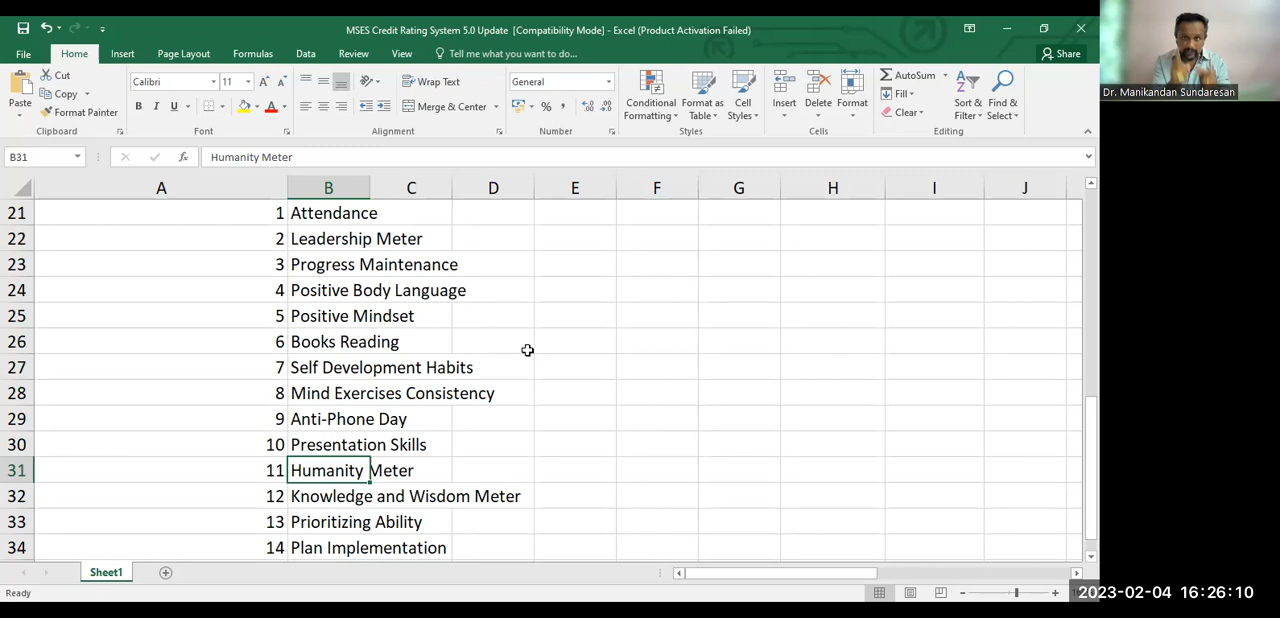 MSES Credit Rating System 5.0 Update [Compatibility Mode] - Excel (Product Activation Failed)
File Home Insert Page Layout Formulas Data Review View Tell me what you want to do... Share
Paste Cut Copy Format Painter Clipboard
Calibri 11 B I U A Font
Wrap Text Merge & Center Alignment
General % , Number
Conditional Formatting Format as Table Cell Styles Styles
Insert Delete Format Cells
AutoSum Fill Clear Sort & Filter Find & Select Editing
Dr. Manikandan Sundaresan
B31 fx Humanity Meter
A B C D E F G H I J
21 1 Attendance
22 2 Leadership Meter
23 3 Progress Maintenance
24 4 Positive Body Language
25 5 Positive Mindset
26 6 Books Reading
27 7 Self Development Habits
28 8 Mind Exercises Consistency
29 9 Anti-Phone Day
30 10 Presentation Skills
31 11 Humanity Meter
32 12 Knowledge and Wisdom Meter
33 13 Prioritizing Ability
34 14 Plan Implementation
Sheet1
Ready
2023-02-04 16:26:10